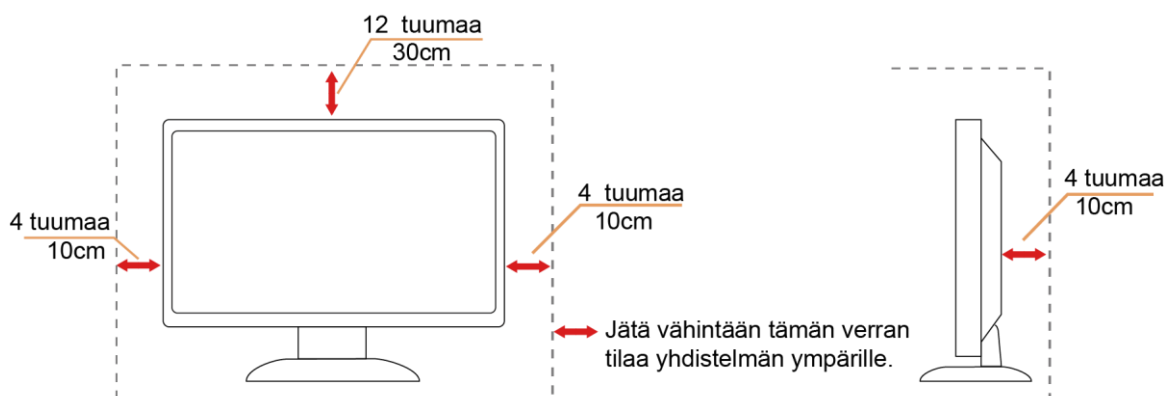 12 tuumaa
30cm
4 tuumaa
10cm
4 tuumaa
10cm
4 tuumaa
10cm
Jätä vähintään tämän verran
tilaa yhdistelmän ympärille.